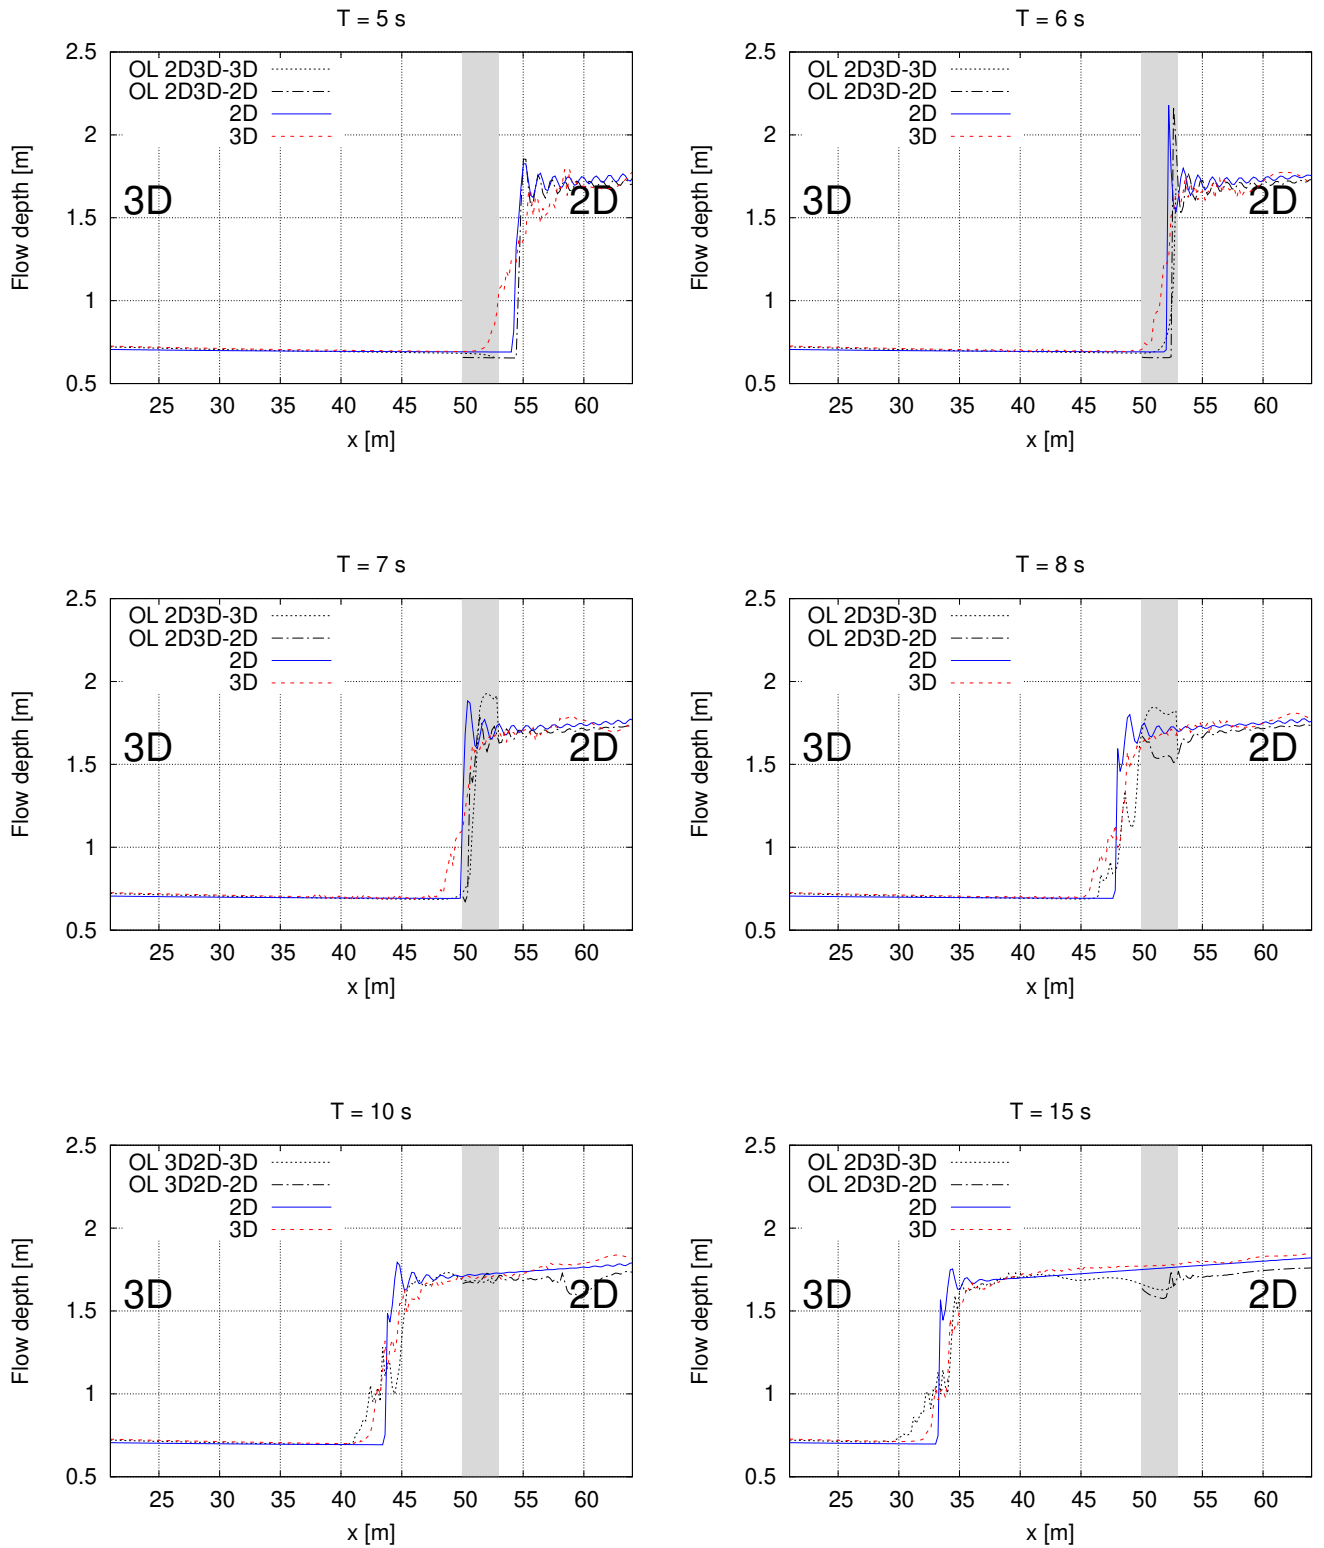 T = 5 s
2.5
2
1.5
1
0.5
Flow depth [m]
OL 2D3D-3D
OL 2D3D-2D
2D
3D
3D
2D
25 30 35 40 45 50 55 60
x [m]
T = 6 s
2.5
2
1.5
1
0.5
Flow depth [m]
OL 2D3D-3D
OL 2D3D-2D
2D
3D
3D
2D
25 30 35 40 45 50 55 60
x [m]
T = 7 s
2.5
2
1.5
1
0.5
Flow depth [m]
OL 2D3D-3D
OL 2D3D-2D
2D
3D
3D
2D
25 30 35 40 45 50 55 60
x [m]
T = 8 s
2.5
2
1.5
1
0.5
Flow depth [m]
OL 2D3D-3D
OL 2D3D-2D
2D
3D
3D
2D
25 30 35 40 45 50 55 60
x [m]
T = 10 s
2.5
2
1.5
1
0.5
Flow depth [m]
OL 3D2D-3D
OL 3D2D-2D
2D
3D
3D
2D
25 30 35 40 45 50 55 60
x [m]
T = 15 s
2.5
2
1.5
1
0.5
Flow depth [m]
OL 2D3D-3D
OL 2D3D-2D
2D
3D
3D
2D
25 30 35 40 45 50 55 60
x [m]